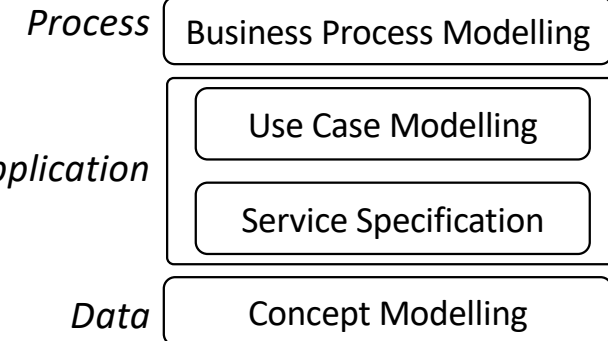 Process
Business Process Modelling
Use Case Modelling
pplication
Service Specification
Data
Concept Modelling